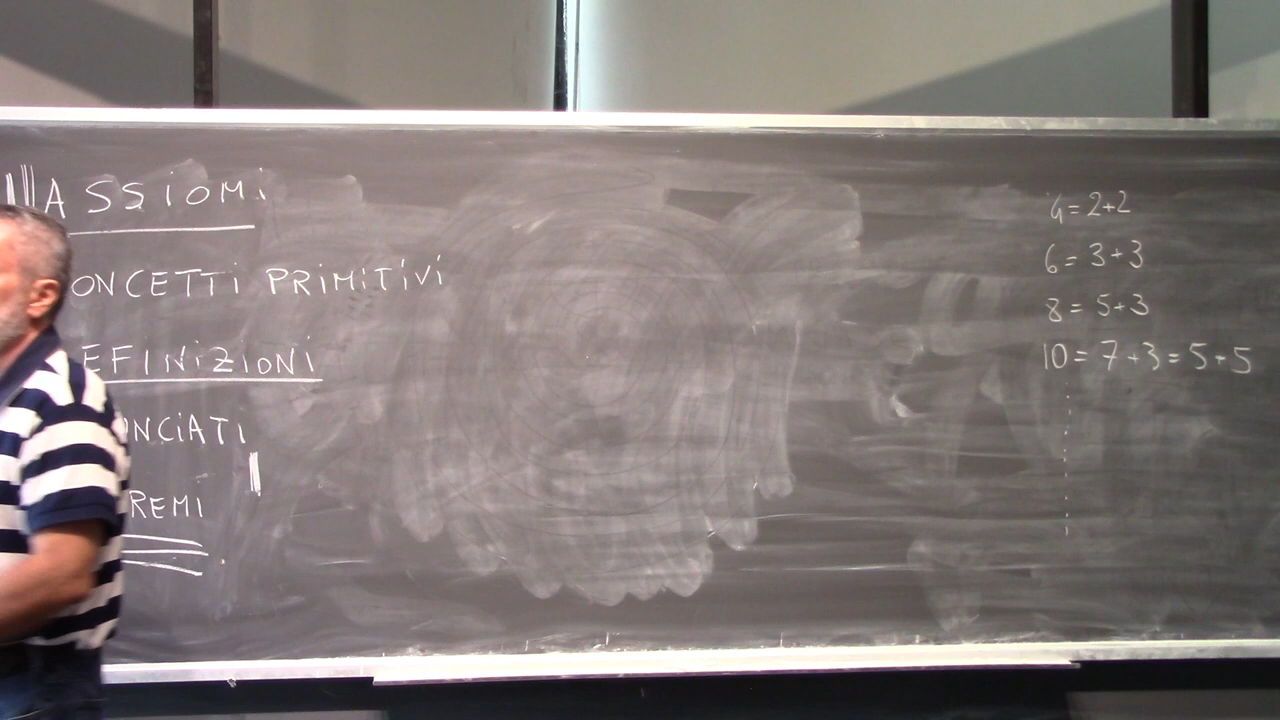 ASSiOMi
ONCETTi PRiMiTiVi
EFiNiZiONi
NCiATi
REMI
4=2+2
6=3+3
8=5+3
10=7+3=5+5